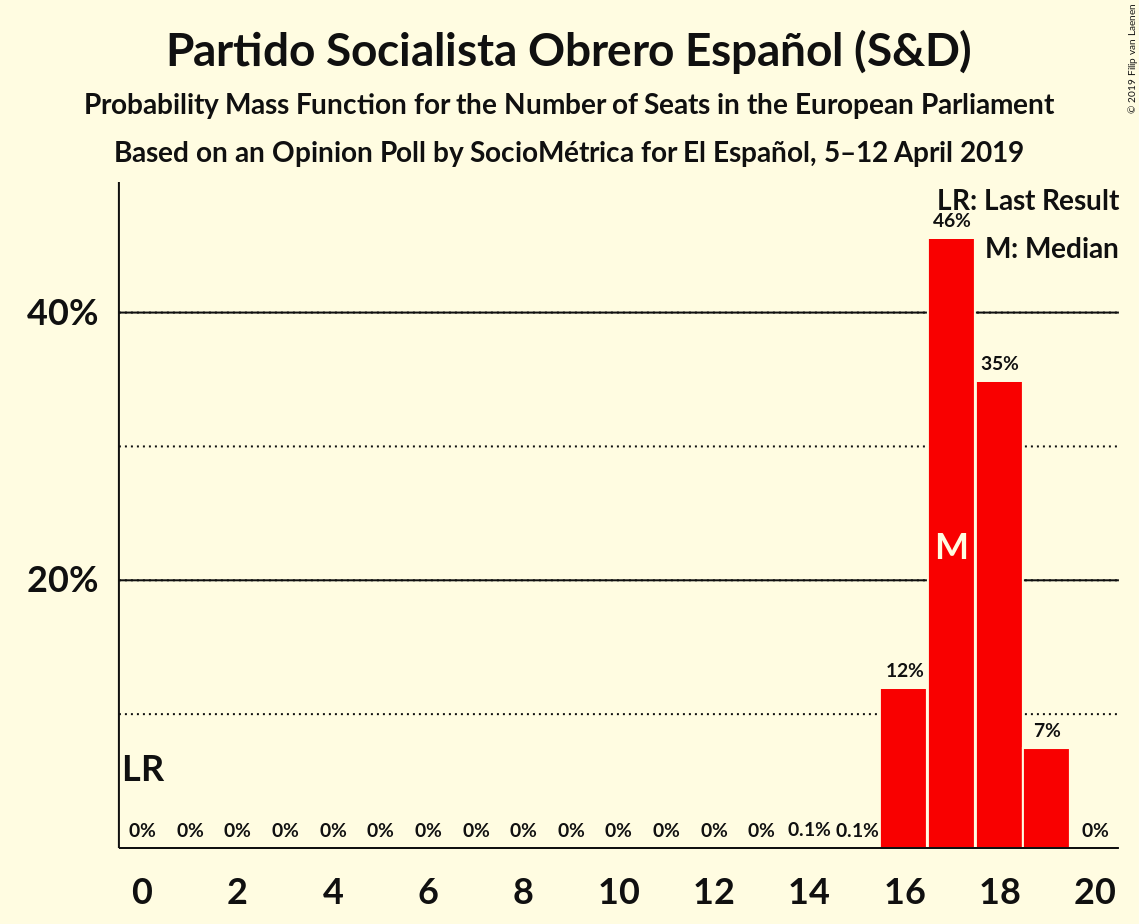 Partido Socialista Obrero Español (S&D)
Probability Mass Function for the Number of Seats in the European Parliament
Based on an Opinion Poll by SocioMétrica for El Español, 5–12 April 2019
© 2019 Filip van Laenen
LR: Last Result
M: Median
46%
40%
35%
M
20%
12%
7%
LR
0% 0% 0% 0% 0% 0% 0% 0% 0% 0% 0% 0% 0% 0% 0.1% 0.1% 0%
0 2 4 6 8 10 12 14 16 18 20